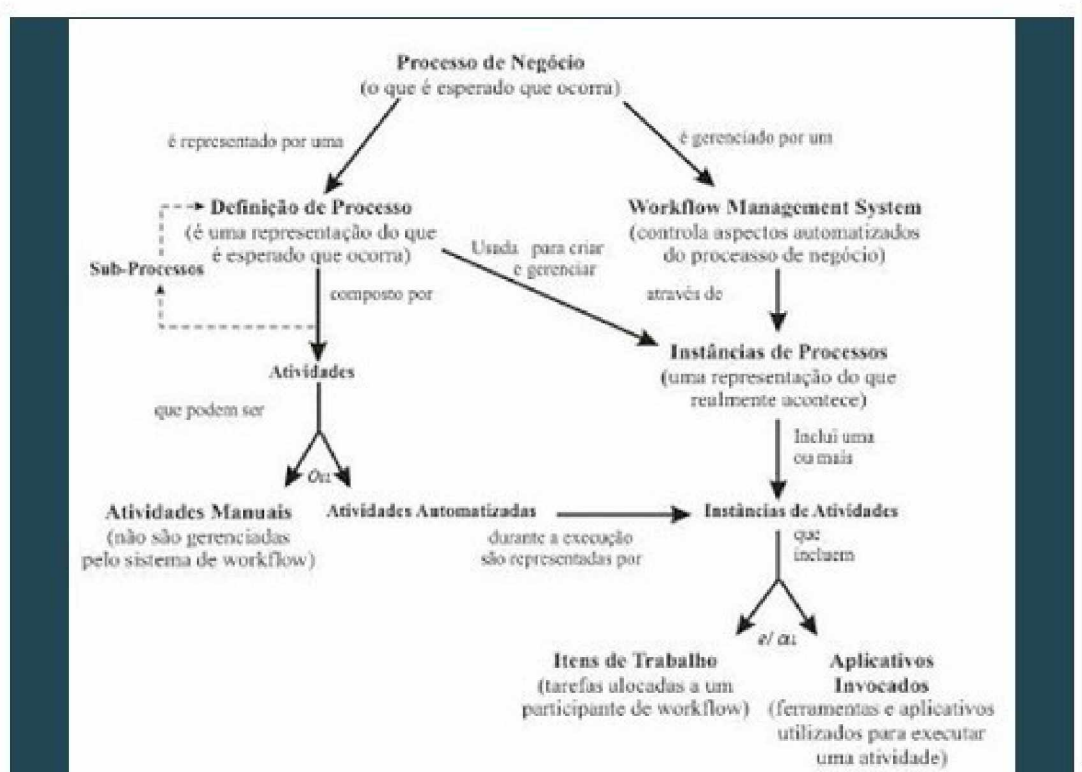 Processo de Negócio
(o que é esperado que ocorra)
é representado por uma
é gerenciado por um
Definição de Processo
(é uma representação do que
é esperado que ocorra)
Workflow Management System
(controla aspectos automatizados
do proceasso de negócio)
Sub-Processos
Usada para criar
e gerenciar
composto por
através de
Instâncias de Processos
(uma representação do que
realmente acontece)
Atividades
que podem ser
Inclui uma
ou mais
Ou
Atividades Manuais
(não são gerenciadas
pelo sistema de workflow)
Atividades Automatizadas
durante a execução
são representadas por
Instâncias de Atividades
que
incluem
e/ ou
Itens de Trabalho
(tarefas alocadas a um
participante de workflow)
Aplicativos
Invocados
(ferramentas e aplicativos
utilizados para executar
uma atividade)